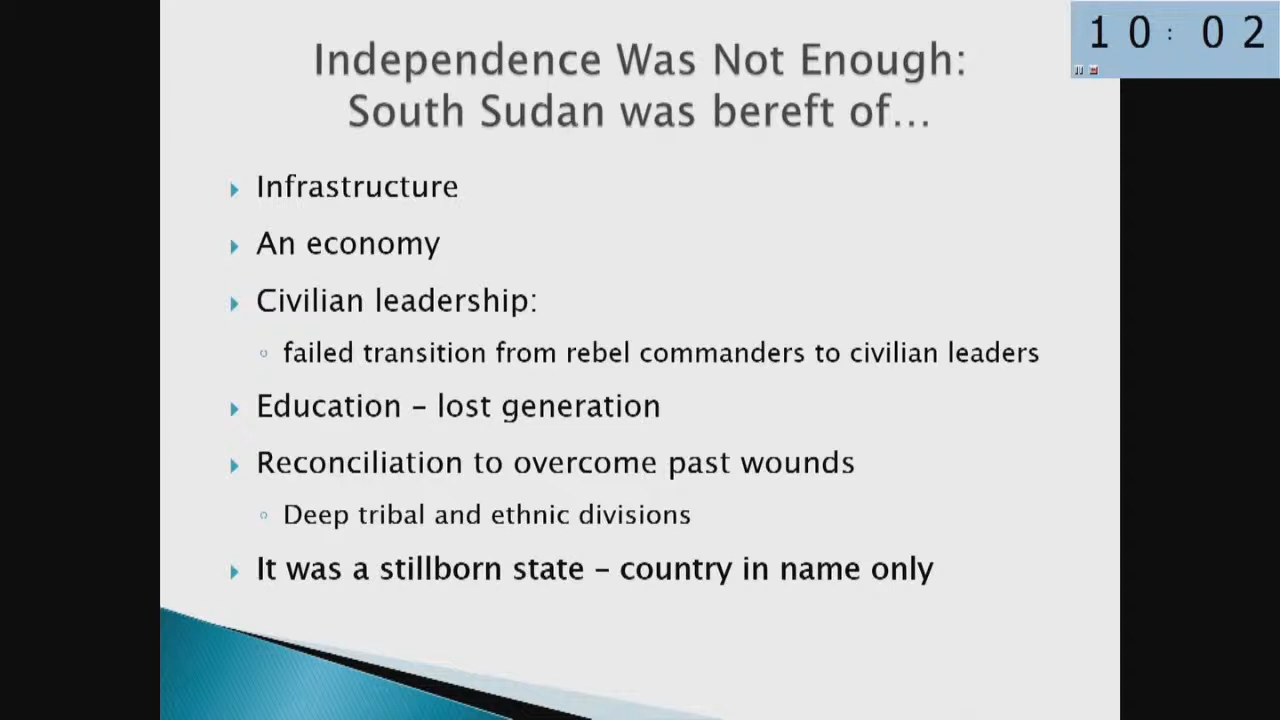 Independence Was Not Enough:
South Sudan was bereft of...
Infrastructure
An economy
Civilian leadership:
failed transition from rebel commanders to civilian leaders
Education – lost generation
Reconciliation to overcome past wounds
Deep tribal and ethnic divisions
It was a stillborn state – country in name only
10:02